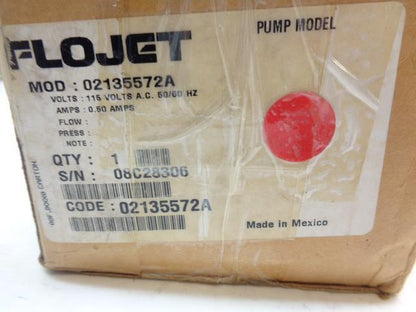 FLOJET
PUMP MODEL
MOD : 02135572A
VOLTS : 115 VOLTS A.C. 50/60 HZ
AMPS : 0.50 AMPS
FLOW :
PRESS :
NOTE :
QTY : 1
S/N : 08C28306
CODE : 02135572A
Made in Mexico
CARTON